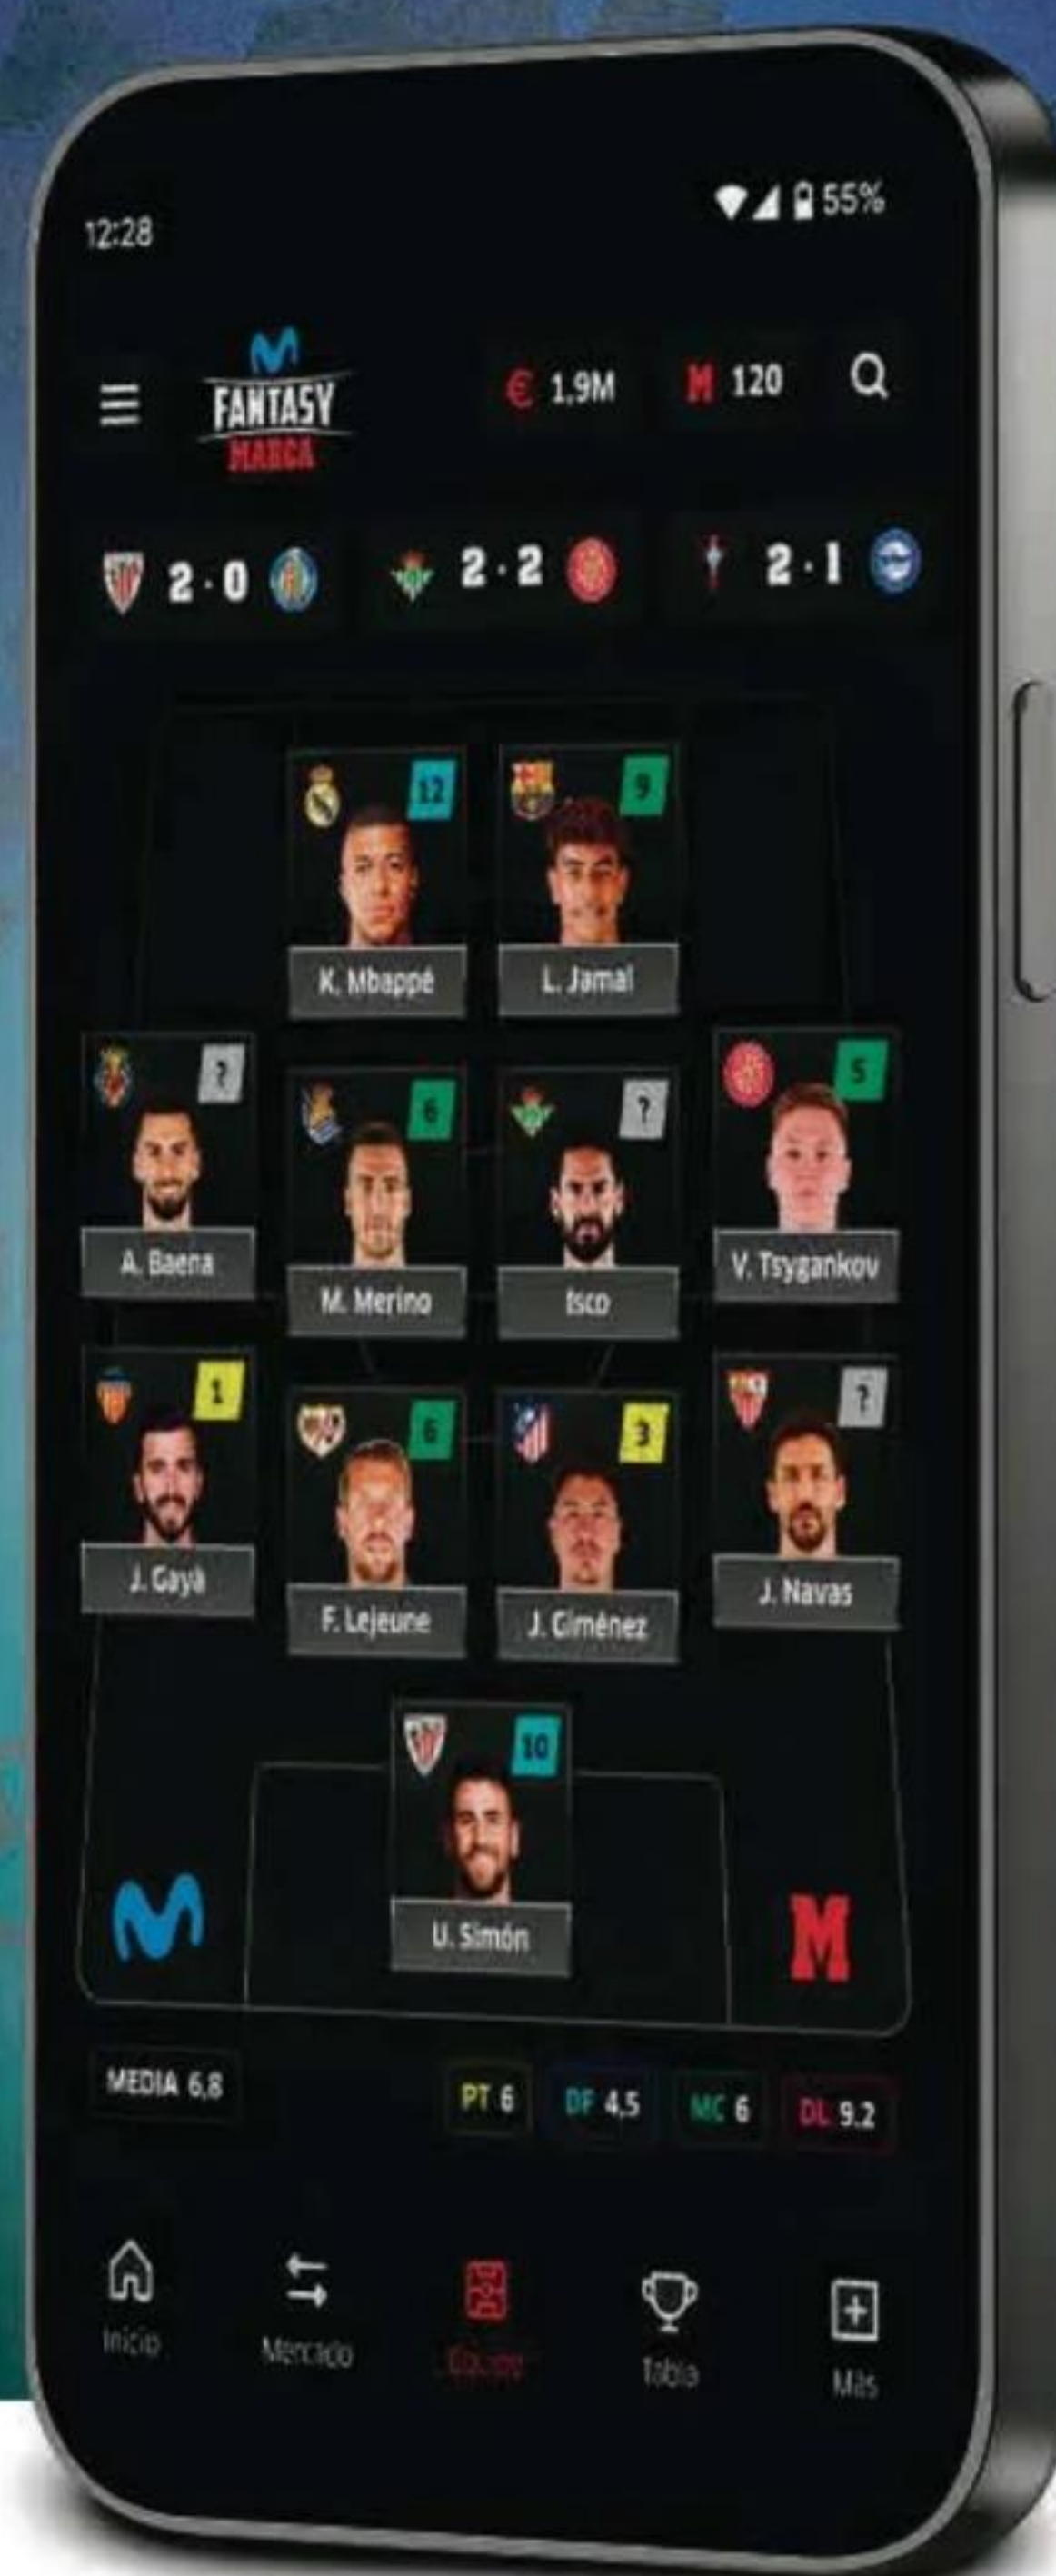 12:28 55%
FANTASY
MARCA
€ 1,9M M 120
2 · 0 2 · 2 2 · 1
12 9
K. Mbappé L. Jamal
? 6 ? 5
A. Baena M. Merino Isco V. Tsygankov
1 6 3 ?
J. Gayà F. Lejeune J. Giménez J. Navas
10
U. Simón
M
MEDIA 6,8 PT 6 DF 4,5 MC 6 DL 9.2
Inicio Mercado Equipo Tabla Más